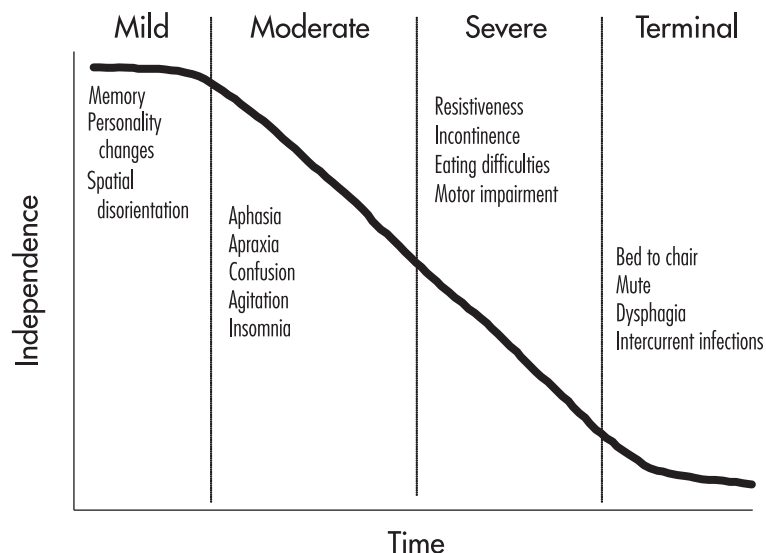 Mild
Moderate
Severe
Terminal
Memory
Personality
changes
Spatial
disorientation
Aphasia
Apraxia
Confusion
Agitation
Insomnia
Resistiveness
Incontinence
Eating difficulties
Motor impairment
Bed to chair
Mute
Dysphagia
Intercurrent infections
Independence
Time